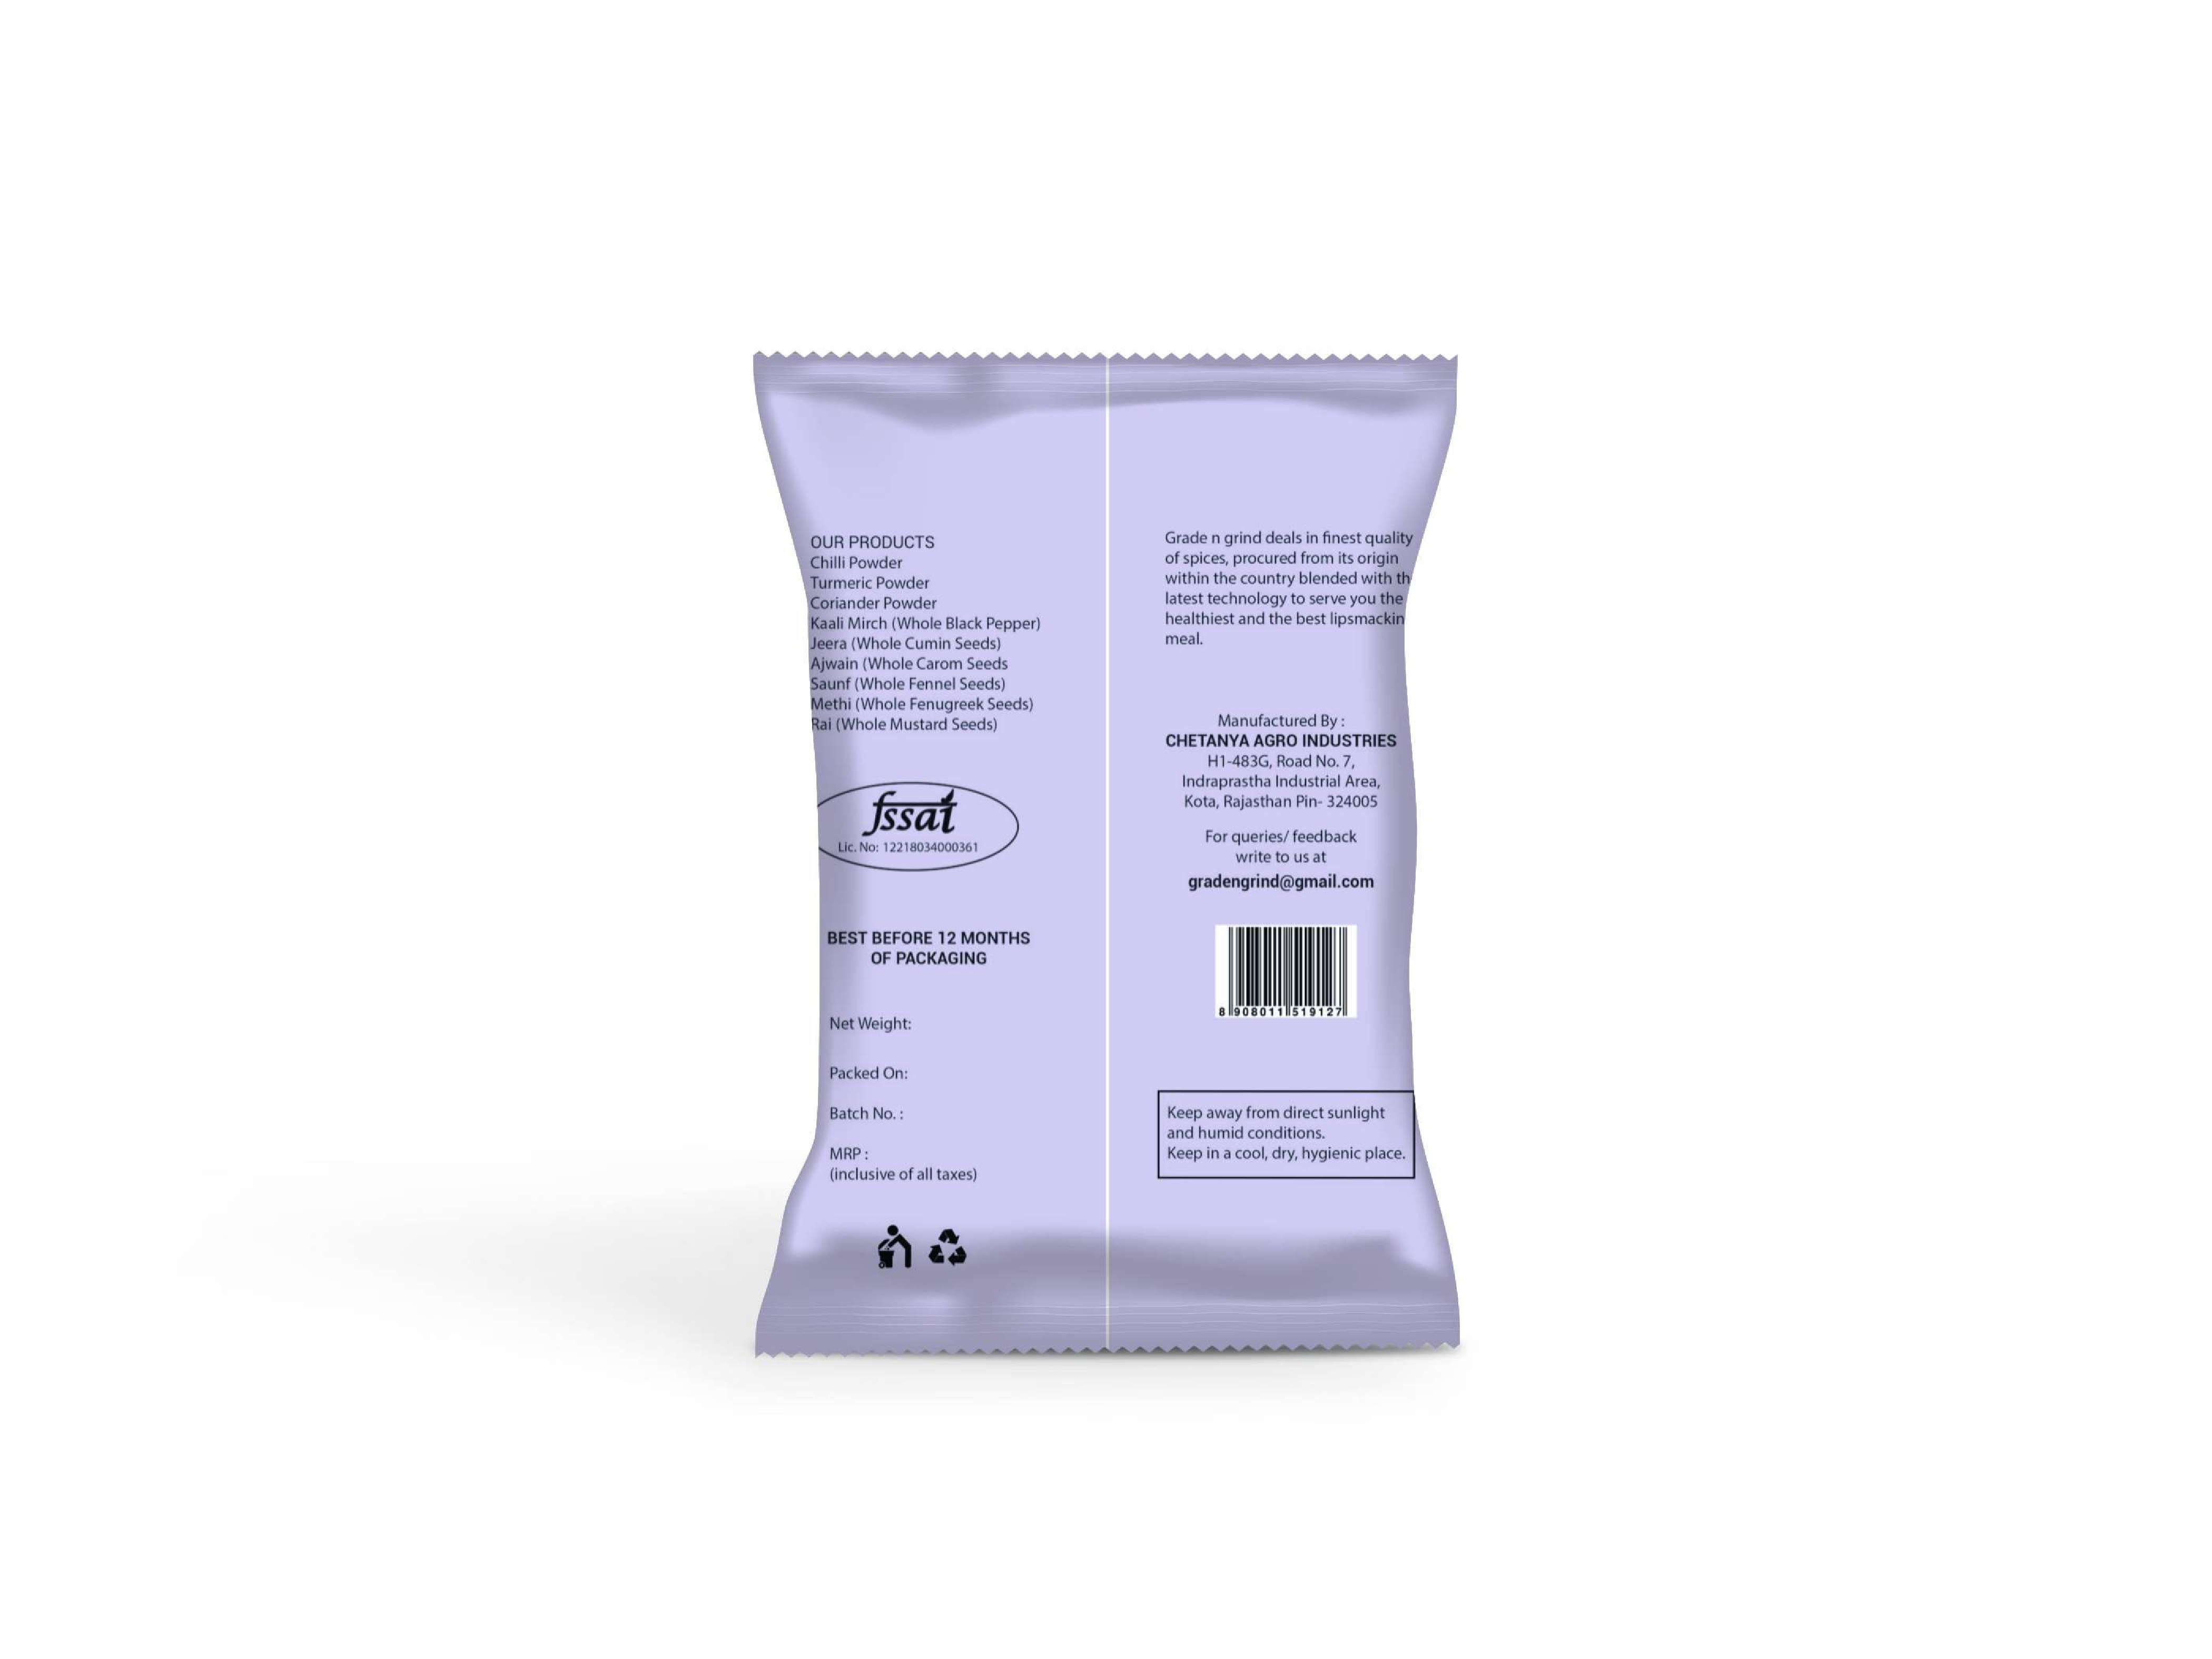 OUR PRODUCTS
Chilli Powder
Turmeric Powder
Coriander Powder
Kaali Mirch (Whole Black Pepper)
Jeera (Whole Cumin Seeds)
Ajwain (Whole Carom Seeds
Saunf (Whole Fennel Seeds)
Methi (Whole Fenugreek Seeds)
Rai (Whole Mustard Seeds)
fssai
Lic. No: 12218034000361
BEST BEFORE 12 MONTHS
OF PACKAGING
Net Weight:
Packed On:
Batch No. :
MRP :
(inclusive of all taxes)
Grade n grind deals in finest quality
of spices, procured from its origin
within the country blended with th
latest technology to serve you the
healthiest and the best lipsmackin
meal.
Manufactured By :
CHETANYA AGRO INDUSTRIES
H1-483G, Road No. 7,
Indraprastha Industrial Area,
Kota, Rajasthan Pin- 324005
For queries/ feedback
write to us at
gradengrind@gmail.com
8 908011 519127
Keep away from direct sunlight
and humid conditions.
Keep in a cool, dry, hygienic place.